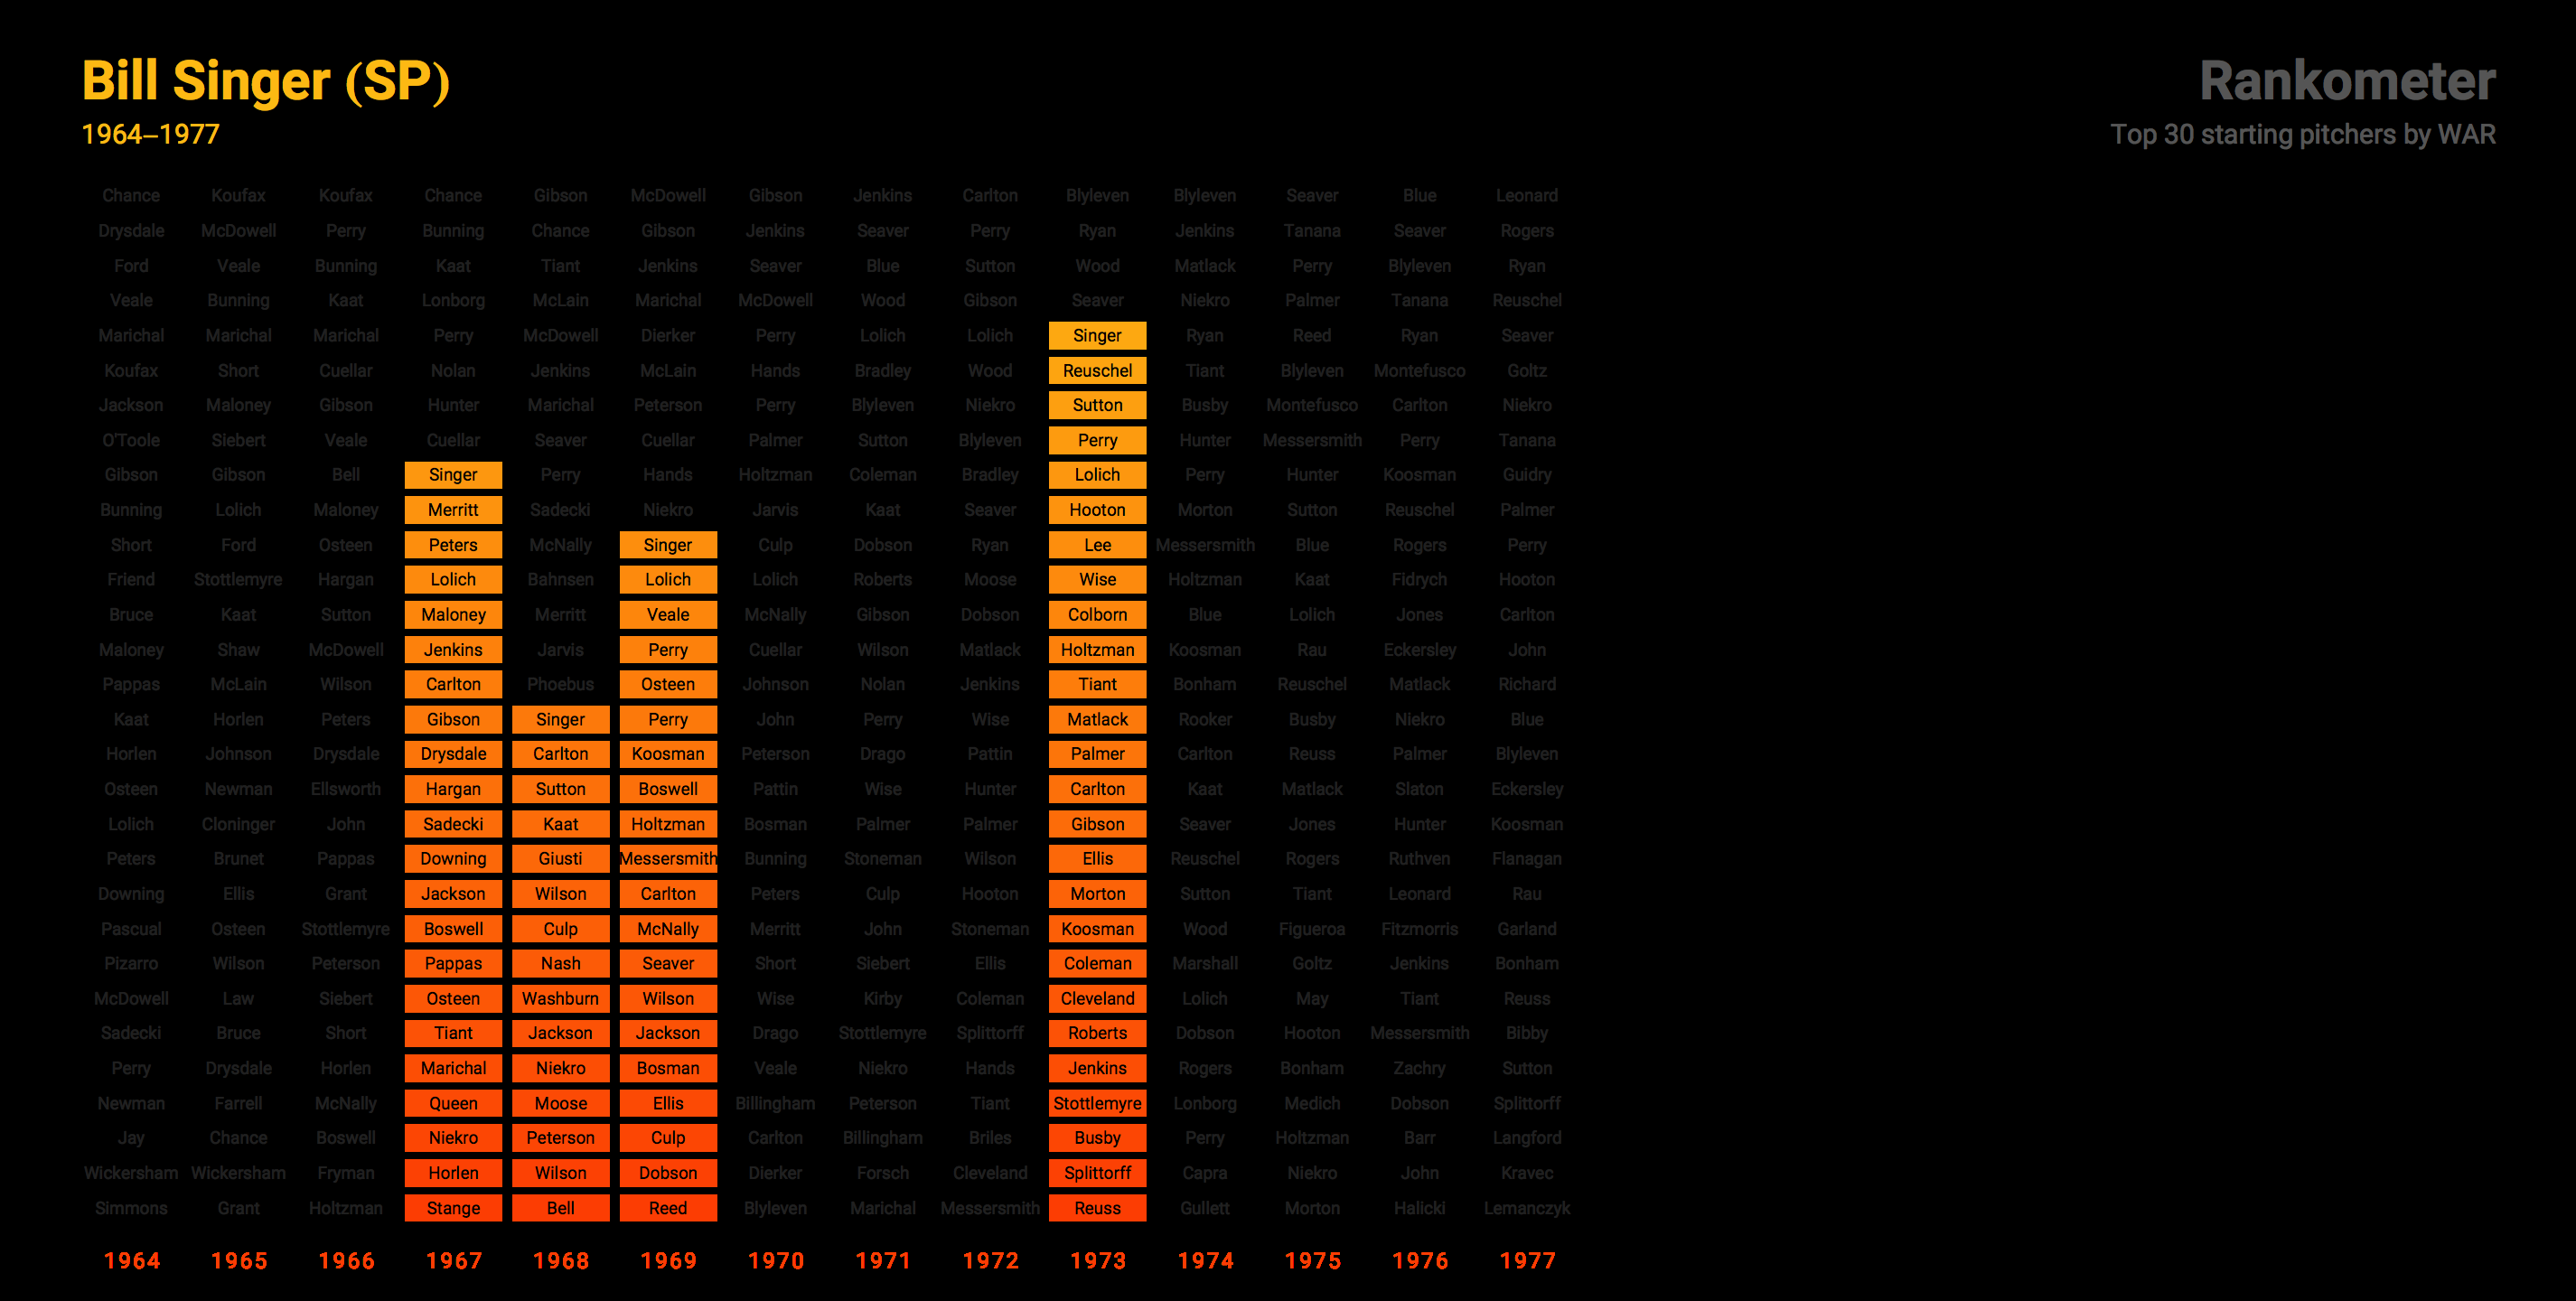 Bill Singer (SP)
1964–1977
Rankometer
Top 30 starting pitchers by WAR
Chance Koufax Koufax Chance Gibson McDowell Gibson Jenkins Carlton Blyleven Blyleven Seaver Blue Leonard
Drysdale McDowell Perry Bunning Chance Gibson Jenkins Seaver Perry Ryan Jenkins Tanana Seaver Rogers
Ford Veale Bunning Kaat Tiant Jenkins Seaver Blue Sutton Wood Matlack Perry Blyleven Ryan
Veale Bunning Kaat Lonborg McLain Marichal McDowell Wood Gibson Seaver Niekro Palmer Tanana Reuschel
Marichal Marichal Marichal Perry McDowell Dierker Perry Lolich Lolich Singer Ryan Reed Ryan Seaver
Koufax Short Cuellar Nolan Jenkins McLain Hands Bradley Wood Reuschel Tiant Blyleven Montefusco Goltz
Jackson Maloney Gibson Hunter Marichal Peterson Perry Blyleven Niekro Sutton Busby Montefusco Carlton Niekro
O'Toole Siebert Veale Cuellar Seaver Cuellar Palmer Sutton Blyleven Perry Hunter Messersmith Perry Tanana
Gibson Gibson Bell Singer Perry Hands Holtzman Coleman Bradley Lolich Perry Hunter Koosman Guidry
Bunning Lolich Maloney Merritt Sadecki Niekro Jarvis Kaat Seaver Hooton Morton Sutton Reuschel Palmer
Short Ford Osteen Peters McNally Singer Culp Dobson Ryan Lee Messersmith Blue Rogers Perry
Friend Stottlemyre Hargan Lolich Bahnsen Lolich Lolich Roberts Moose Wise Holtzman Kaat Fidrych Hooton
Bruce Kaat Sutton Maloney Merritt Veale McNally Gibson Dobson Colborn Blue Lolich Jones Carlton
Maloney Shaw McDowell Jenkins Jarvis Perry Cuellar Wilson Matlack Holtzman Koosman Rau Eckersley John
Pappas McLain Wilson Carlton Phoebus Osteen Johnson Nolan Jenkins Tiant Bonham Reuschel Matlack Richard
Kaat Horlen Peters Gibson Singer Perry John Perry Wise Matlack Rooker Busby Niekro Blue
Horlen Johnson Drysdale Drysdale Carlton Koosman Peterson Drago Pattin Palmer Carlton Reuss Palmer Blyleven
Osteen Newman Ellsworth Hargan Sutton Boswell Pattin Wise Hunter Carlton Kaat Matlack Slaton Eckersley
Lolich Cloninger John Sadecki Kaat Holtzman Bosman Palmer Palmer Gibson Seaver Jones Hunter Koosman
Peters Brunet Pappas Downing Giusti Messersmith Bunning Stoneman Wilson Ellis Reuschel Rogers Ruthven Flanagan
Downing Ellis Grant Jackson Wilson Carlton Peters Culp Hooton Morton Sutton Tiant Leonard Rau
Pascual Osteen Stottlemyre Boswell Culp McNally Merritt John Stoneman Koosman Wood Figueroa Fitzmorris Garland
Pizarro Wilson Peterson Pappas Nash Seaver Short Siebert Ellis Coleman Marshall Goltz Jenkins Bonham
McDowell Law Siebert Osteen Washburn Wilson Wise Kirby Coleman Cleveland Lolich May Tiant Reuss
Sadecki Bruce Short Tiant Jackson Jackson Drago Stottlemyre Splittorff Roberts Dobson Hooton Messersmith Bibby
Perry Drysdale Horlen Marichal Niekro Bosman Veale Niekro Hands Jenkins Rogers Bonham Zachry Sutton
Newman Farrell McNally Queen Moose Ellis Billingham Peterson Tiant Stottlemyre Lonborg Medich Dobson Splittorff
Jay Chance Boswell Niekro Peterson Culp Carlton Billingham Briles Busby Perry Holtzman Barr Langford
Wickersham Wickersham Fryman Horlen Wilson Dobson Dierker Forsch Cleveland Splittorff Capra Niekro John Kravec
Simmons Grant Holtzman Stange Bell Reed Blyleven Marichal Messersmith Reuss Gullett Morton Halicki Lemanczyk
1964 1965 1966 1967 1968 1969 1970 1971 1972 1973 1974 1975 1976 1977